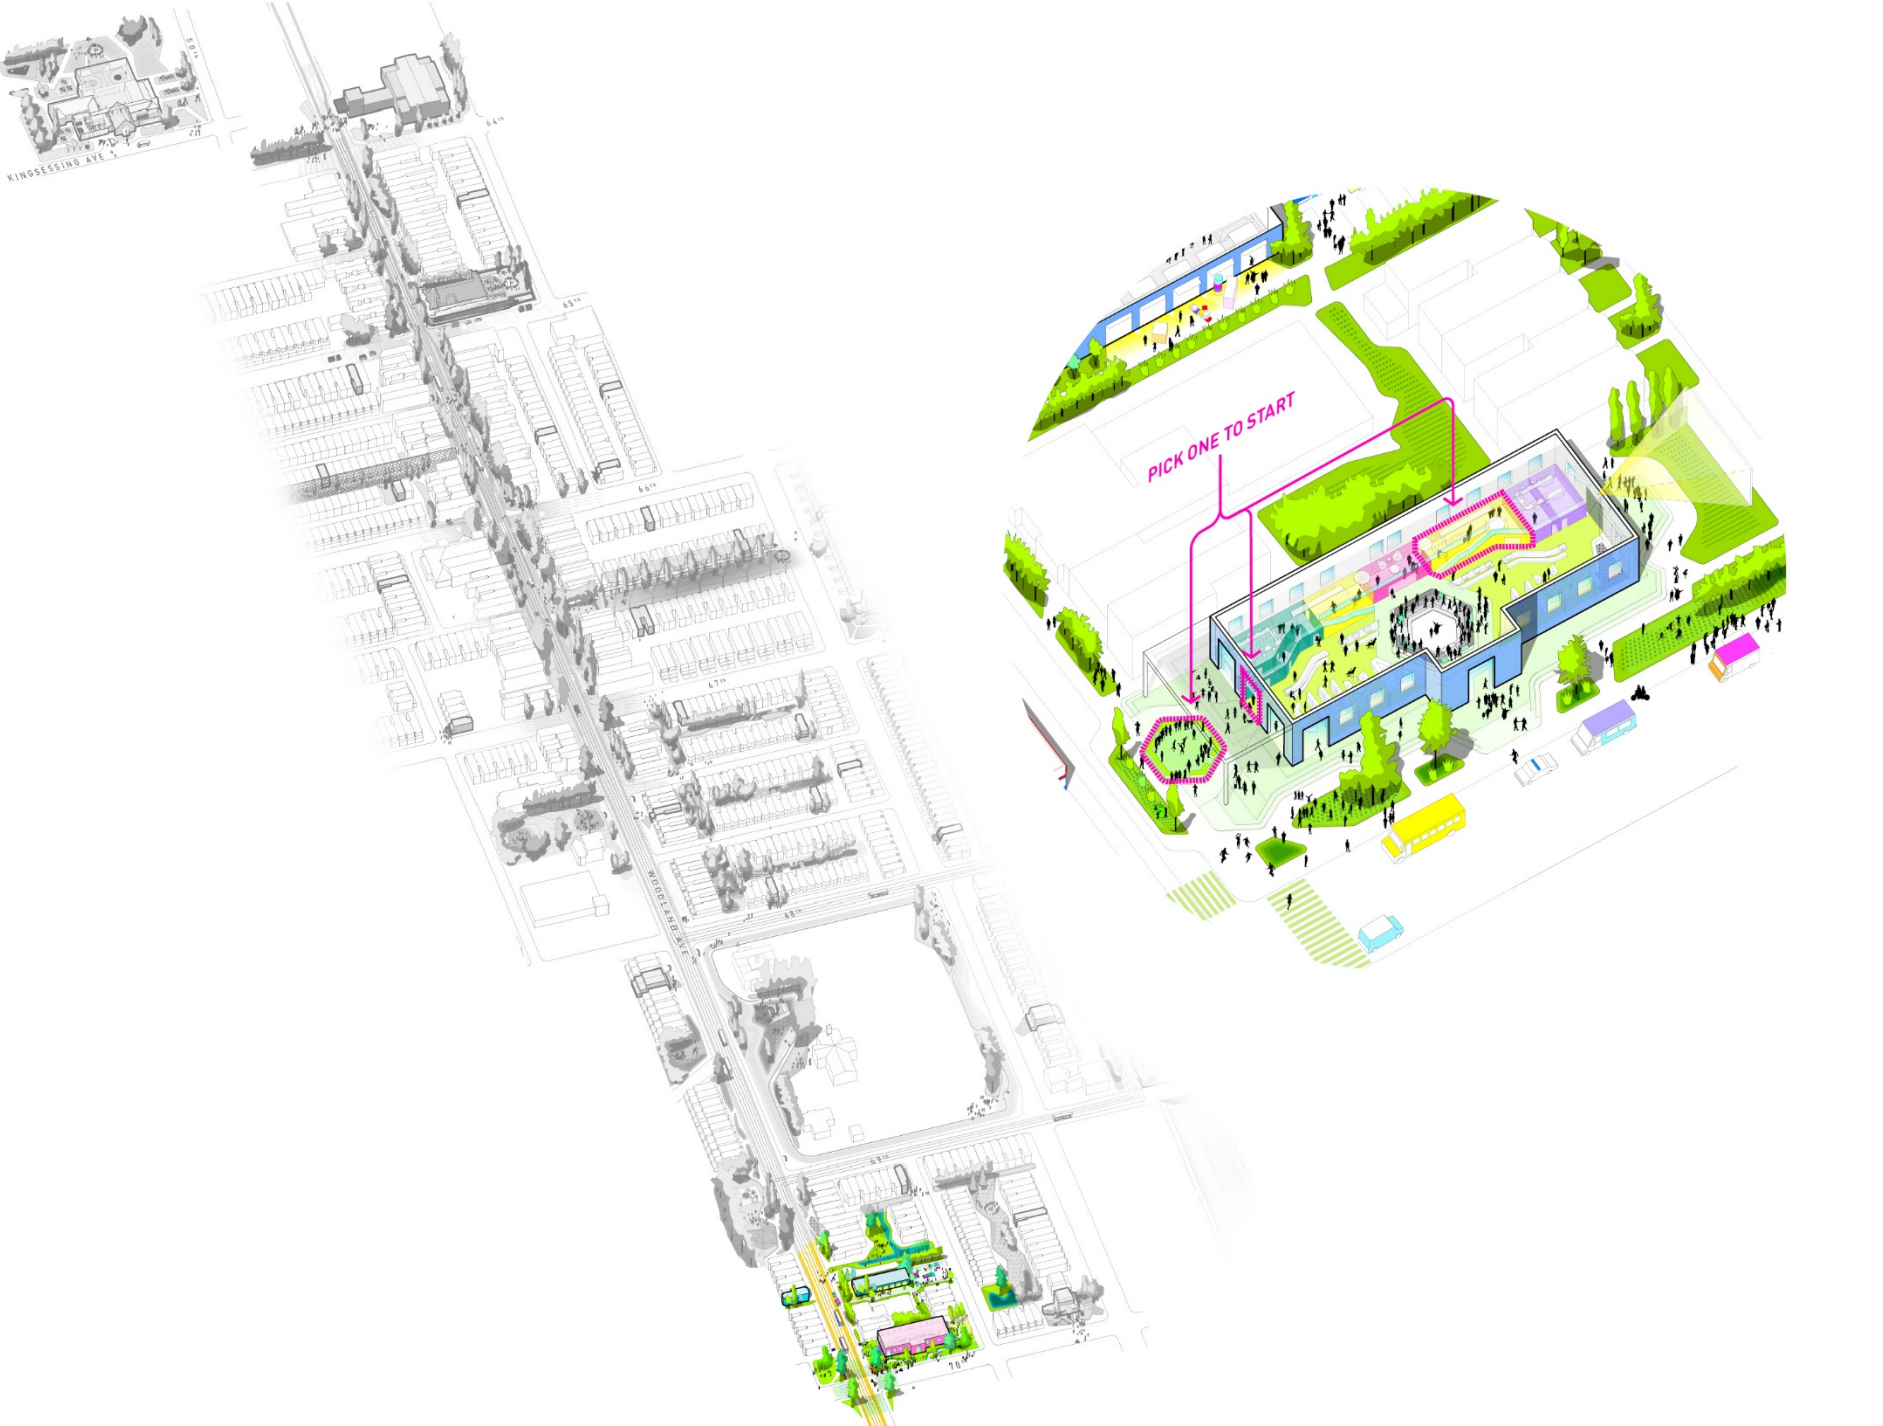 58TH
KINGSESSING AVE
64TH
65TH
66TH
67TH
WOODLAND AVE
68TH
69TH
70TH
PICK ONE TO START